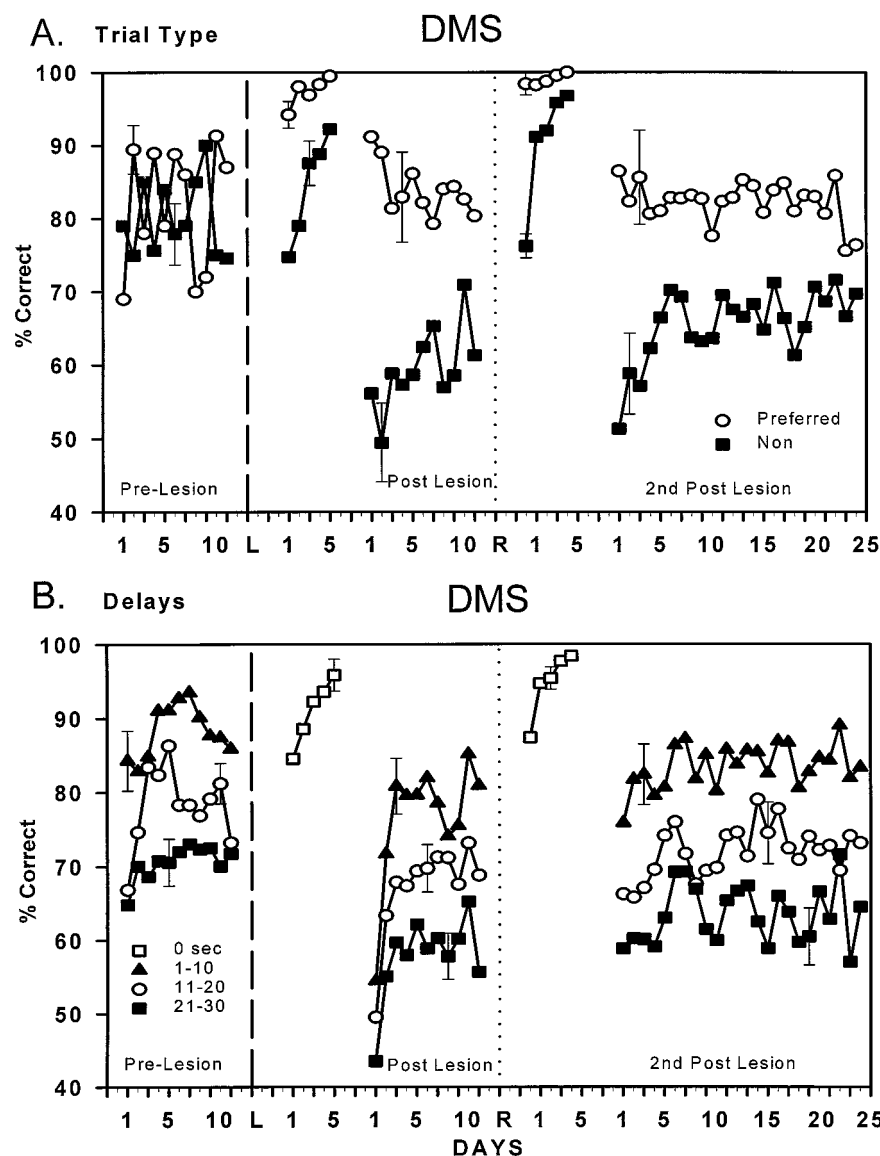 A. Trial Type DMS
100
90
80
70
60
50
40
% Correct
Preferred
Non
Pre-Lesion Post Lesion 2nd Post Lesion
1 5 10 L 1 5 1 5 10 R 1 5 1 5 10 15 20 25
B. Delays DMS
100
90
80
70
60
50
40
% Correct
0 sec
1-10
11-20
21-30
Pre-Lesion Post Lesion 2nd Post Lesion
1 5 10 L 1 5 1 5 10 R 1 5 1 5 10 15 20 25
DAYS